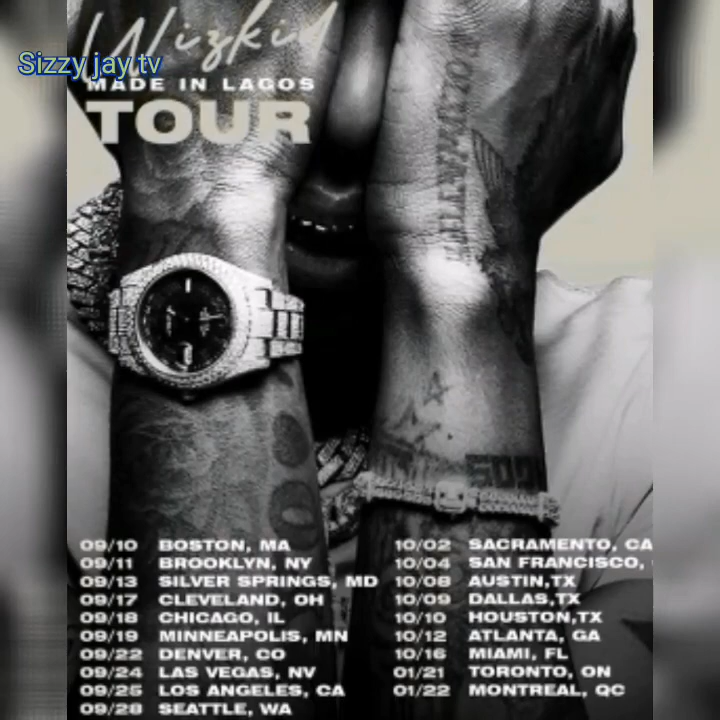 Wizkid
Sizzy jay tv
MADE IN LAGOS
TOUR
09/10 BOSTON, MA
09/11 BROOKLYN, NY
09/13 SILVER SPRINGS, MD
09/17 CLEVELAND, OH
09/18 CHICAGO, IL
09/19 MINNEAPOLIS, MN
09/22 DENVER, CO
09/24 LAS VEGAS, NV
09/25 LOS ANGELES, CA
09/28 SEATTLE, WA
10/02 SACRAMENTO, CA
10/04 SAN FRANCISCO,
10/08 AUSTIN,TX
10/09 DALLAS,TX
10/10 HOUSTON,TX
10/12 ATLANTA, GA
10/16 MIAMI, FL
01/21 TORONTO, ON
01/22 MONTREAL, QC